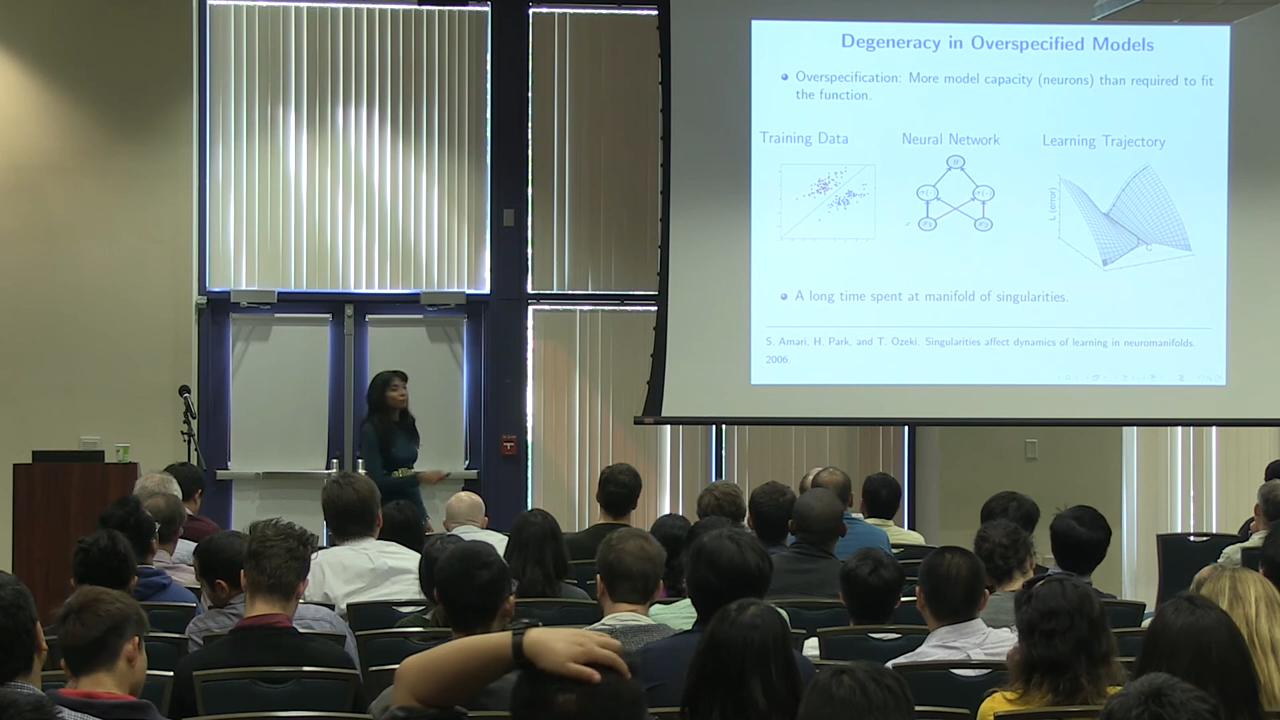 Degeneracy in Overspecified Models
Overspecification: More model capacity (neurons) than required to fit
the function.
Training Data
Neural Network
Learning Trajectory
L (error)
A long time spent at manifold of singularities.
S. Amari, H. Park, and T. Ozeki. Singularities affect dynamics of learning in neuromanifolds.
2006.